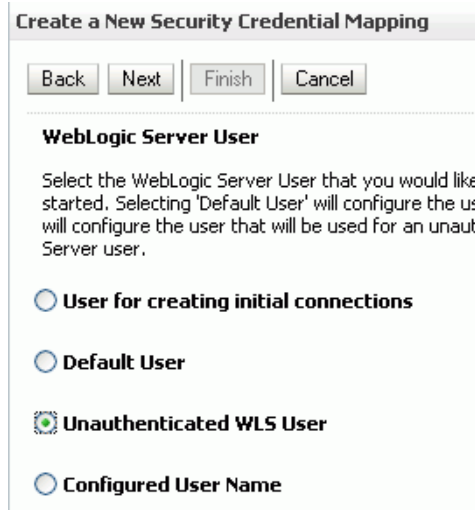 Create a New Security Credential Mapping
Back Next Finish Cancel
WebLogic Server User
Select the WebLogic Server User that you would like
started. Selecting 'Default User' will configure the
will configure the user that will be used for an
Server user.
User for creating initial connections
Default User
Unauthenticated WLS User
Configured User Name